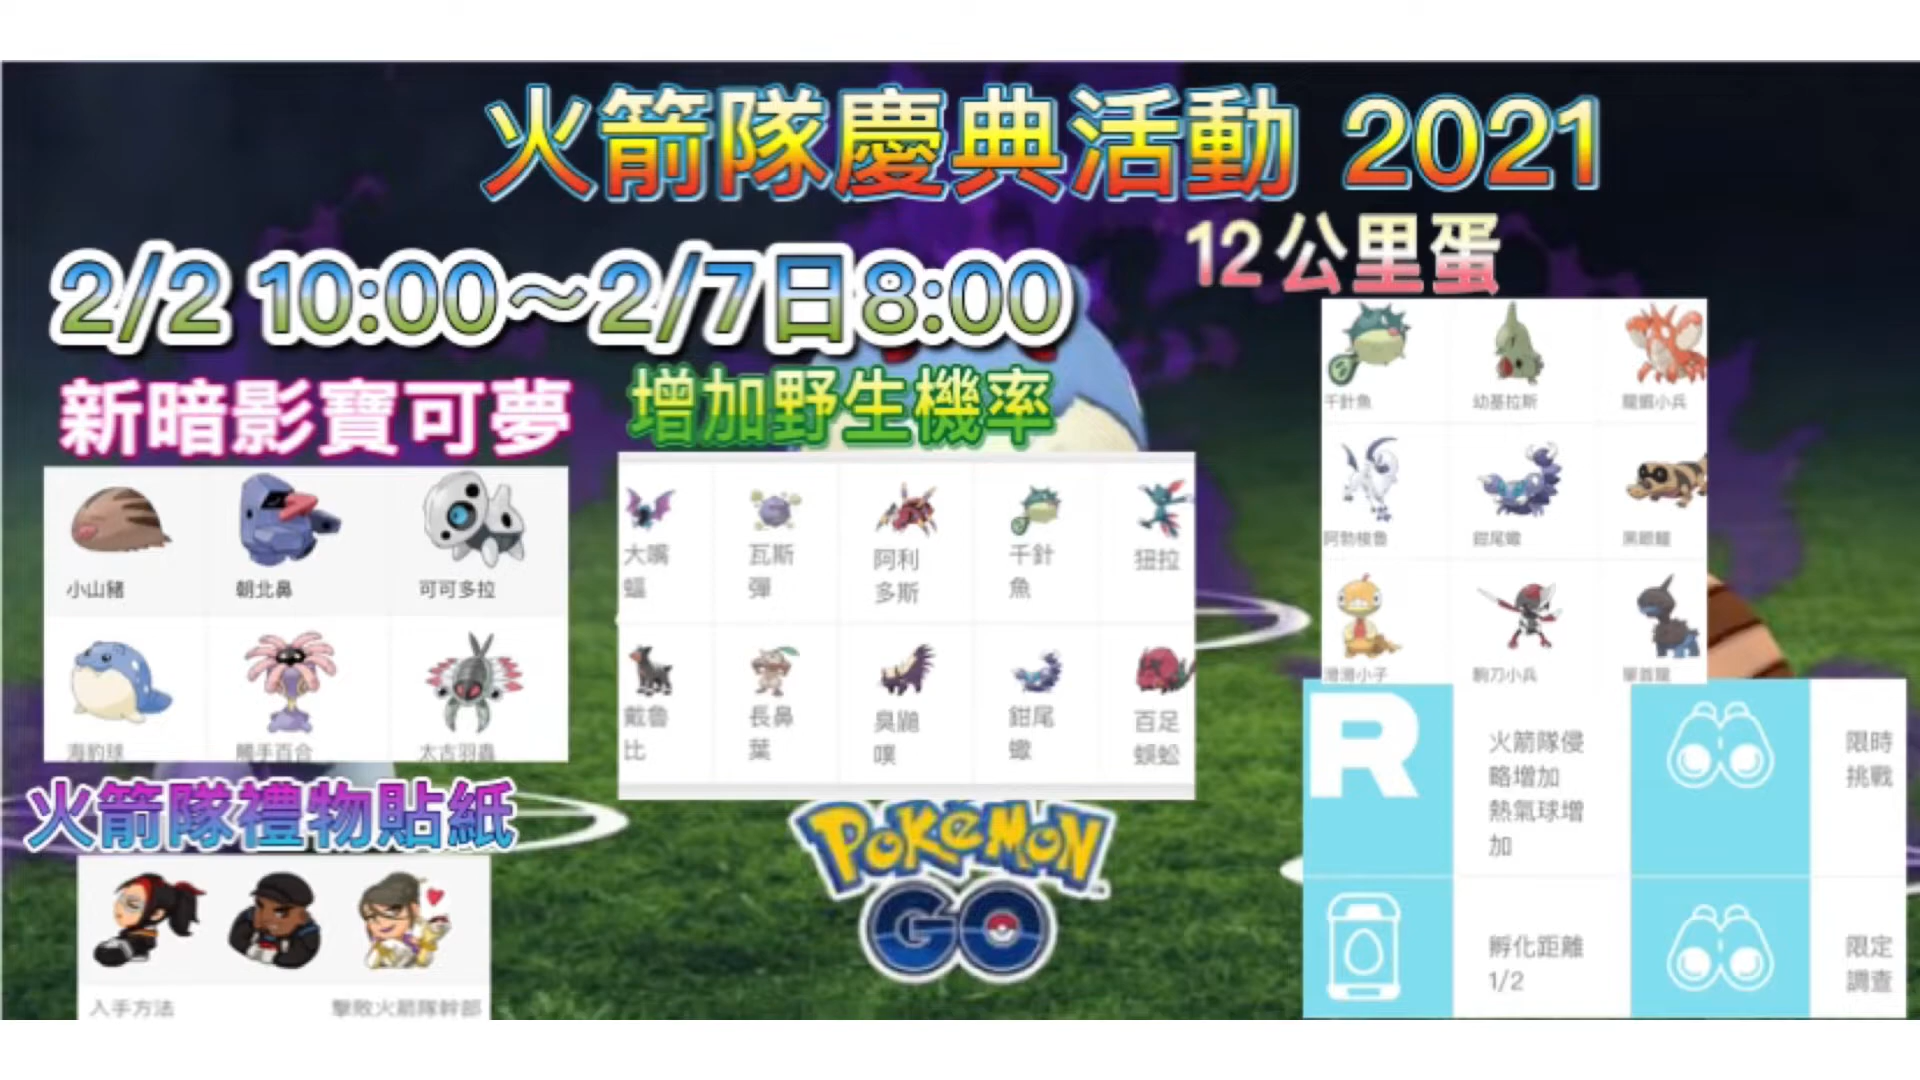 火箭隊慶典活動 2021
2/2 10:00～2/7日8:00
12公里蛋
新暗影寶可夢
增加野生機率
小山豬
朝北鼻
可可多拉
海豹球
觸手百合
太古羽蟲
大嘴
蝠
瓦斯
彈
阿利
多斯
千針
魚
狃拉
戴魯
比
長鼻
葉
臭鼬
噗
鉗尾
蠍
百足
蜈蚣
千針魚
幼基拉斯
龍蝦小兵
阿勃梭魯
鉗尾蠍
黑眼鱷
滑滑小子
駒刀小兵
單首龍
火箭隊禮物貼紙
入手方法
擊敗火箭隊幹部
POKéMON
GO
R
火箭隊侵
略增加
熱氣球增
加
限時
挑戰
孵化距離
1/2
限定
調查